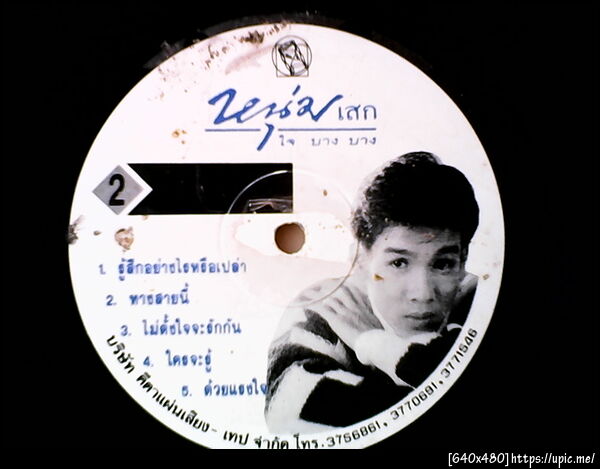 หนุ่ม เสก
ใจ บาง บาง
2
1. รู้สึกอย่างไรหรือเปล่า
2. ทางสายนี้
3. ไม่ตั้งใจจะรักกัน
4. ใครจะรู้
5. ด้วยแรงใจ
บริษัท คีตาแผ่นเสียง - เทป จำกัด โทร. 3756861, 3770691, 3771546
[640x480]https://upic.me/